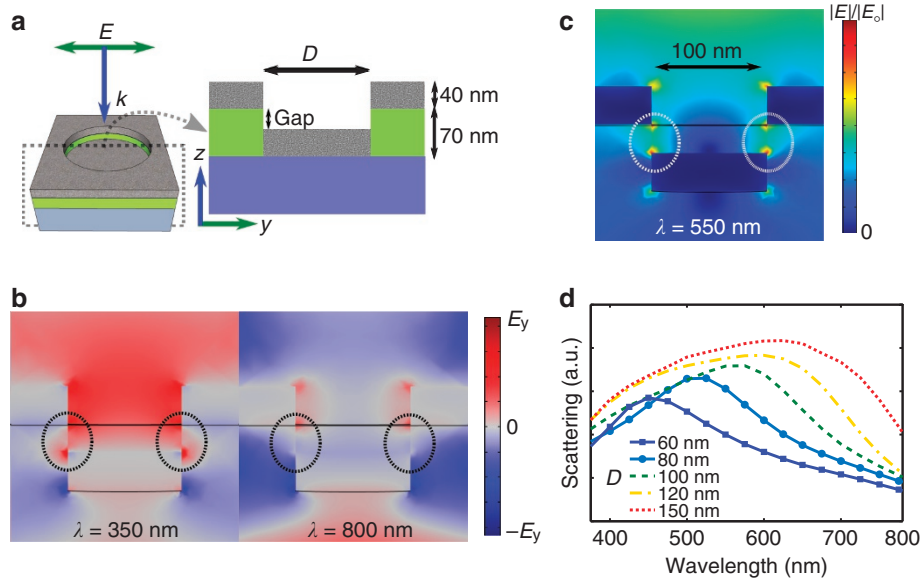 a
E
k
D
Gap
40 nm
70 nm
z
y
c
|E|/|Eₒ|
100 nm
λ = 550 nm
0
b
λ = 350 nm
λ = 800 nm
E_y
0
−E_y
d
Scattering (a.u.)
D
60 nm
80 nm
100 nm
120 nm
150 nm
400 500 600 700 800
Wavelength (nm)